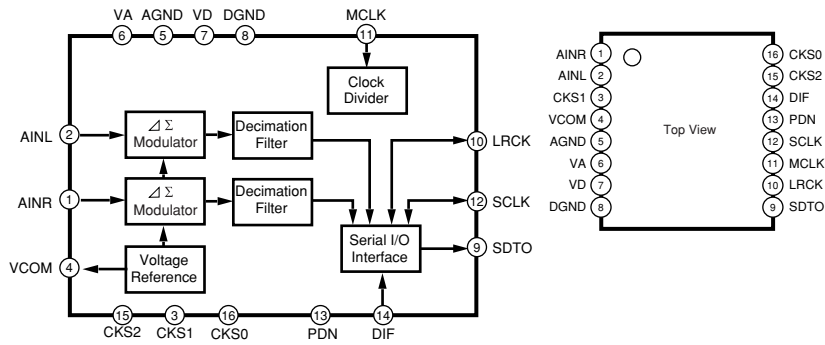 VA AGND VD DGND MCLK
6 5 7 8 11
Clock
Divider
AINL 2
⊿ Σ
Modulator
Decimation
Filter
10 LRCK
AINR 1
⊿ Σ
Modulator
Decimation
Filter
12 SCLK
Serial I/O
Interface
9 SDTO
VCOM 4
Voltage
Reference
15 3 16 13 14
CKS2 CKS1 CKS0 PDN DIF
AINR 1
AINL 2
CKS1 3
VCOM 4
AGND 5
VA 6
VD 7
DGND 8
Top View
16 CKS0
15 CKS2
14 DIF
13 PDN
12 SCLK
11 MCLK
10 LRCK
9 SDTO